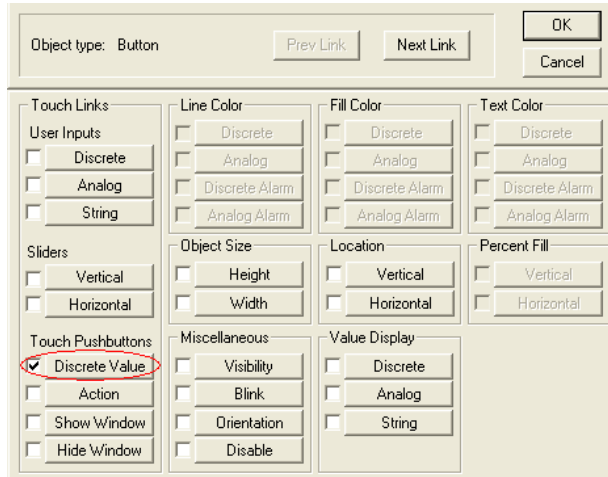 Object type: Button
Prev Link
Next Link
OK
Cancel
Touch Links
User Inputs
Discrete
Analog
String
Sliders
Vertical
Horizontal
Touch Pushbuttons
Discrete Value
Action
Show Window
Hide Window
Line Color
Discrete
Analog
Discrete Alarm
Analog Alarm
Object Size
Height
Width
Miscellaneous
Visibility
Blink
Orientation
Disable
Fill Color
Discrete
Analog
Discrete Alarm
Analog Alarm
Location
Vertical
Horizontal
Value Display
Discrete
Analog
String
Text Color
Discrete
Analog
Discrete Alarm
Analog Alarm
Percent Fill
Vertical
Horizontal